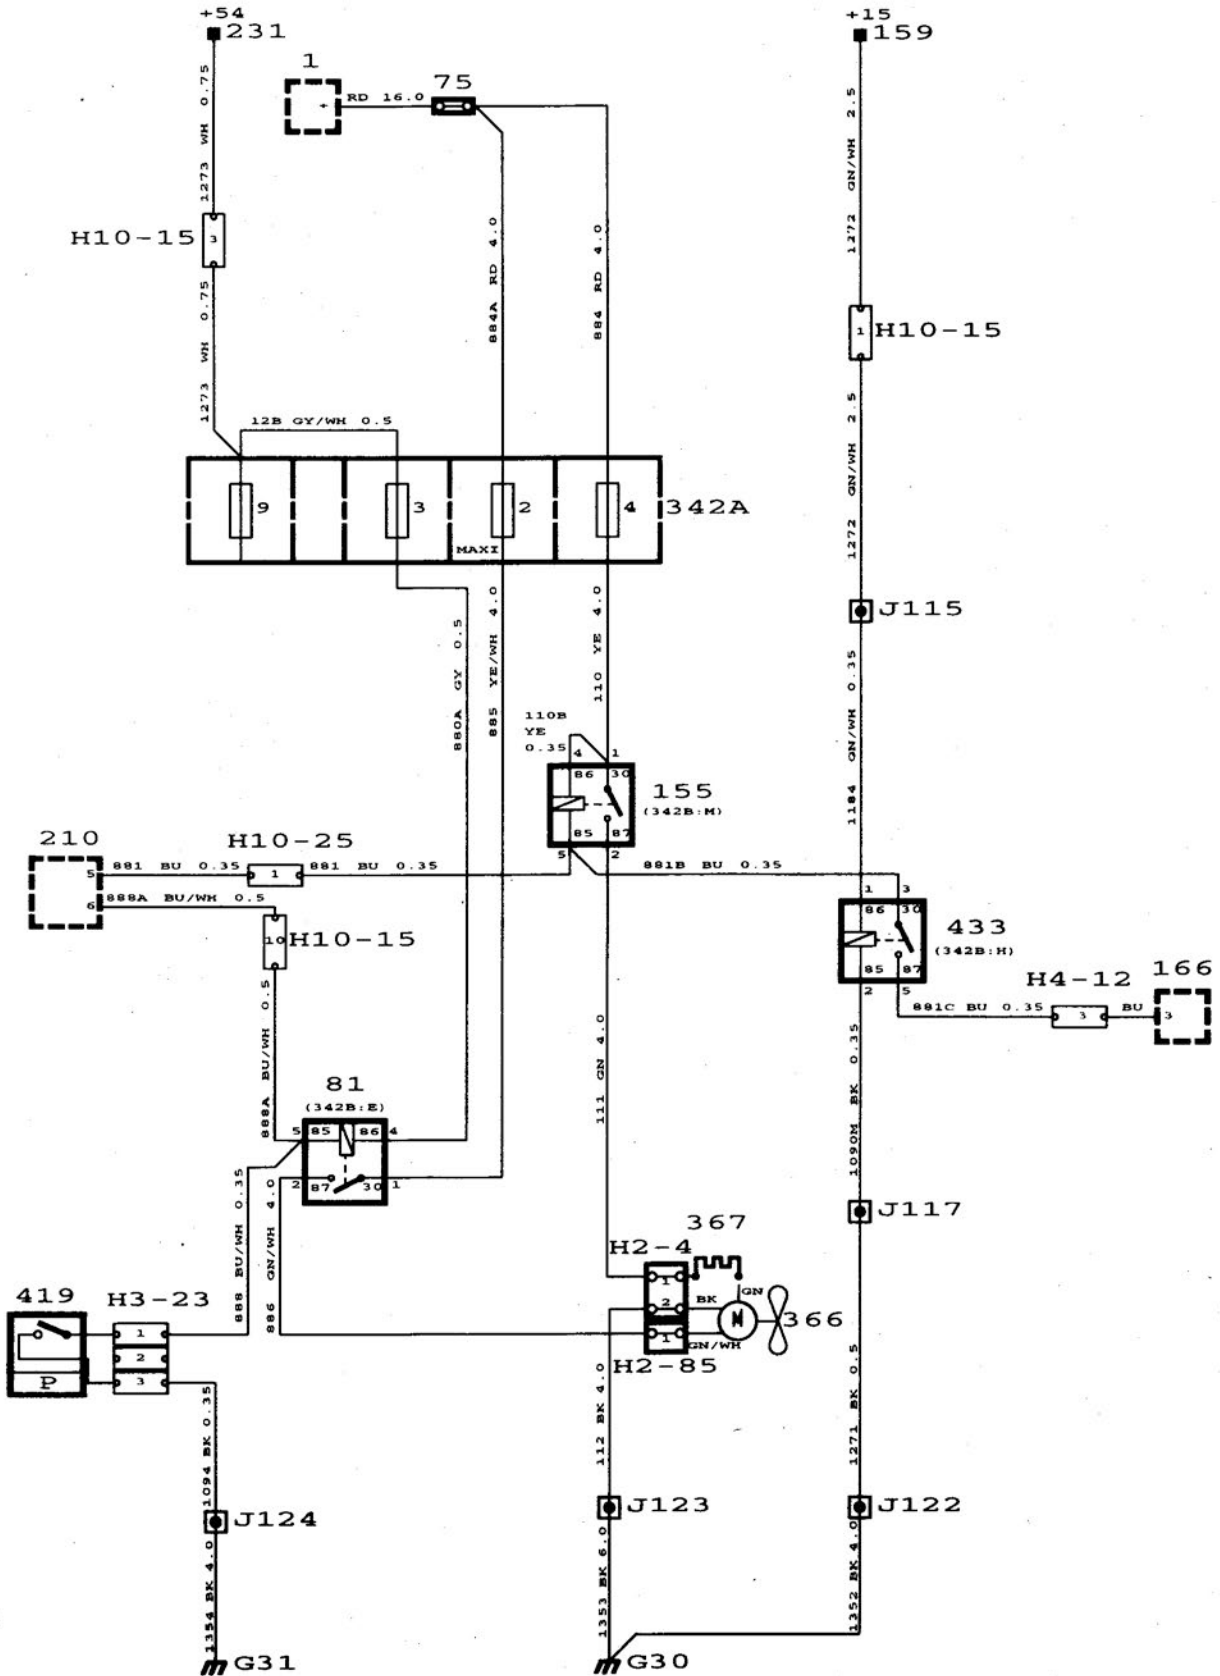 +54
231
+15
159
1
+
RD 16.0
75
1273 WH 0.75
884A RD 4.0
884 RD 4.0
1272 GN/WH 2.5
H10-15
3
1
H10-15
1273 WH 0.75
12B GY/WH 0.5
1272 GN/WH 2.5
9
3
2
4
342A
MAXI
J115
880A GY 0.5
885 YE/WH 4.0
110 YE 4.0
1184 GN/WH 0.35
110B
YE
0.35
4
1
86
30
155
(342B:M)
85
87
5
2
210
H10-25
5
881 BU 0.35
1
881 BU 0.35
881B BU 0.35
6
888A BU/WH 0.5
1
3
86
30
433
(342B:H)
85
87
2
5
10
H10-15
H4-12
166
881C BU 0.35
3
BU
3
888A BU/WH 0.5
111 GN 4.0
1090M BK 0.35
81
(342B:E)
5
85
86
4
2
87
30
1
888 BU/WH 0.35
886 GN/WH 4.0
J117
367
H2-4
1
GN
BK
2
M
366
1
GN/WH
H2-85
419
H3-23
1
2
3
P
1094 BK 0.35
112 BK 4.0
1271 BK 0.5
J124
J123
J122
1354 BK 4.0
1353 BK 6.0
1352 BK 4.0
G31
G30